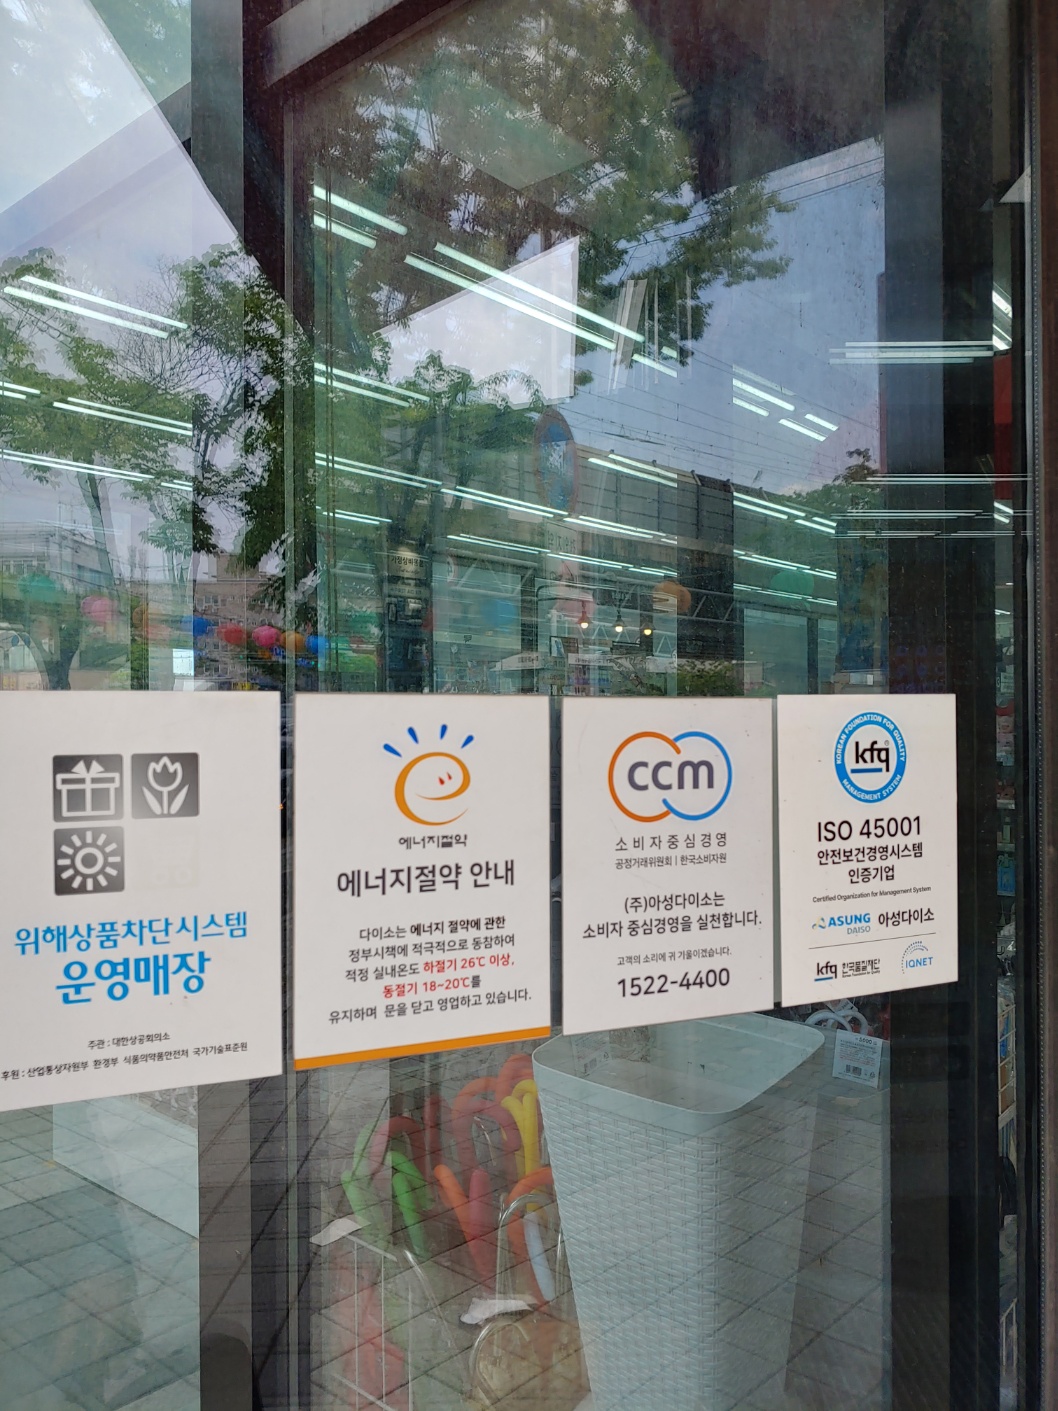 위해상품차단시스템
운영매장
주관 : 대한상공회의소
후원 : 산업통상자원부 환경부 식품의약품안전처 국가기술표준원
에너지절약
에너지절약 안내
다이소는 에너지 절약에 관한
정부시책에 적극적으로 동참하여
적정 실내온도 하절기 26℃ 이상,
동절기 18~20℃를
유지하며 문을 닫고 영업하고 있습니다.
ccm
소비자중심경영
공정거래위원회 | 한국소비자원
(주)아성다이소는
소비자 중심경영을 실천합니다.
고객의 소리에 귀 기울이겠습니다.
1522-4400
KOREAN FOUNDATION FOR QUALITY
kfq
MANAGEMENT SYSTEM
ISO 45001
안전보건경영시스템
인증기업
Certified Organization for Management System
ASUNG
DAISO
아성다이소
kfq 한국품질재단
IQNET